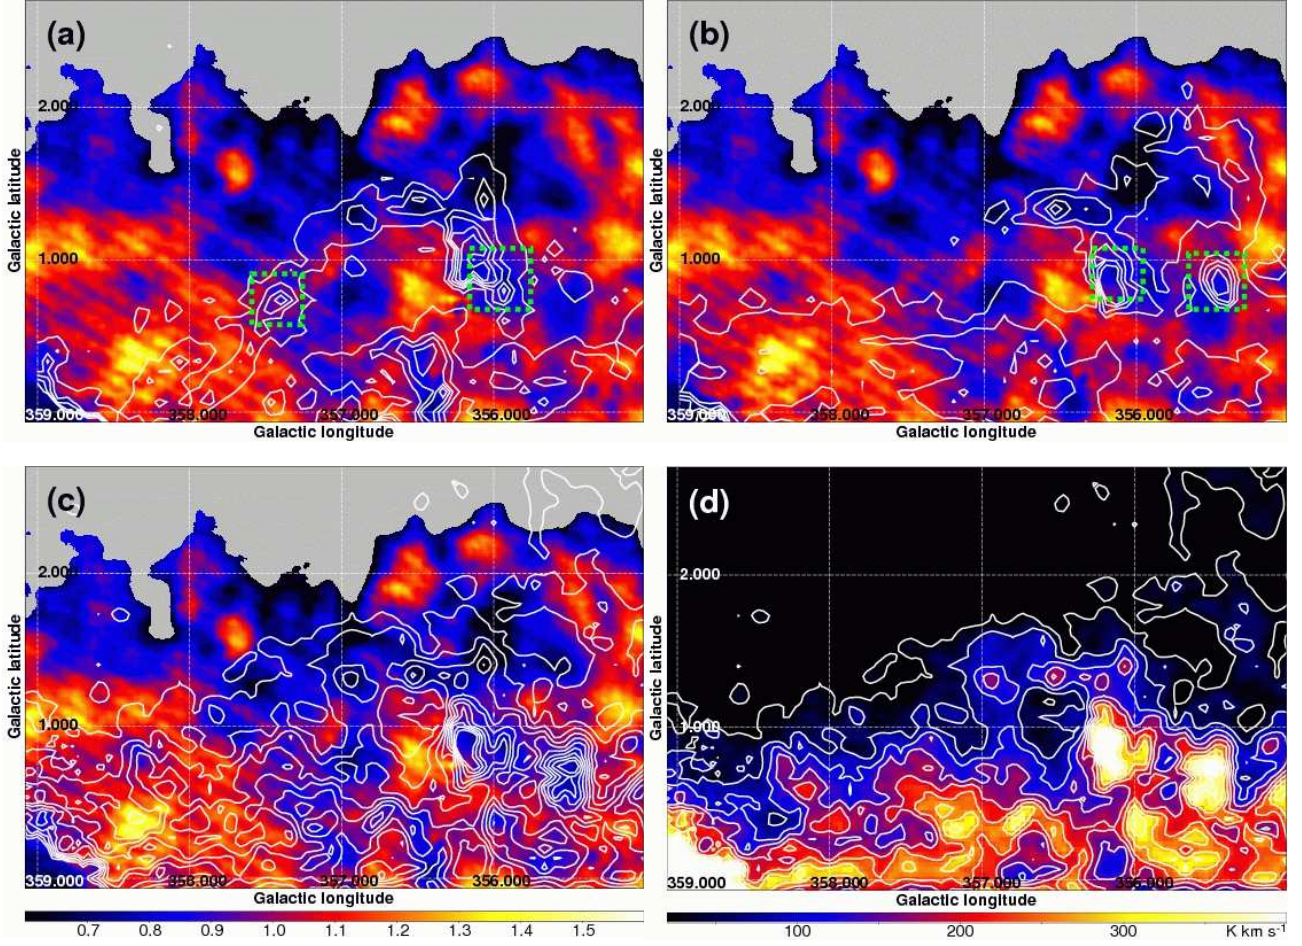 (a)
2.000
1.000
359.000 358.000 357.000 356.000
Galactic longitude
Galactic latitude
(b)
2.000
1.000
359.000 358.000 357.000 356.000
Galactic longitude
Galactic latitude
(c)
2.000
1.000
359.000 358.000 357.000 356.000
Galactic longitude
Galactic latitude
0.7 0.8 0.9 1.0 1.1 1.2 1.3 1.4 1.5
(d)
2.000
1.000
359.000 358.000 357.000 356.000
Galactic longitude
Galactic latitude
100 200 300 K km s⁻¹